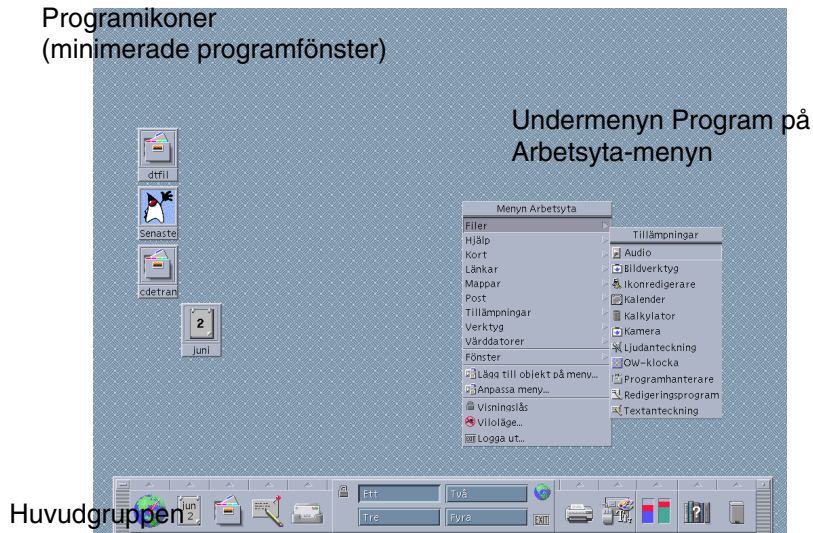 Programikoner
(minimerade programfönster)
Undermenyn Program på
Arbetsyta-menyn
dtfil
Senaste
cdetran
2
juni
Menyn Arbetsyta
Filer
Hjälp
Kort
Länkar
Mappar
Post
Tillämpningar
Verktyg
Värddatorer
Fönster
Lägg till objekt på meny...
Anpassa meny...
Visningslås
Viloläge...
Logga ut...
Tillämpningar
Audio
Bildverktyg
Ikonredigerare
Kalender
Kalkylator
Kamera
Ljudanteckning
OW-klocka
Programhanterare
Redigeringsprogram
Textanteckning
Huvudgruppen
jun
2
Ett
Två
Tre
Fyra
EXIT
?